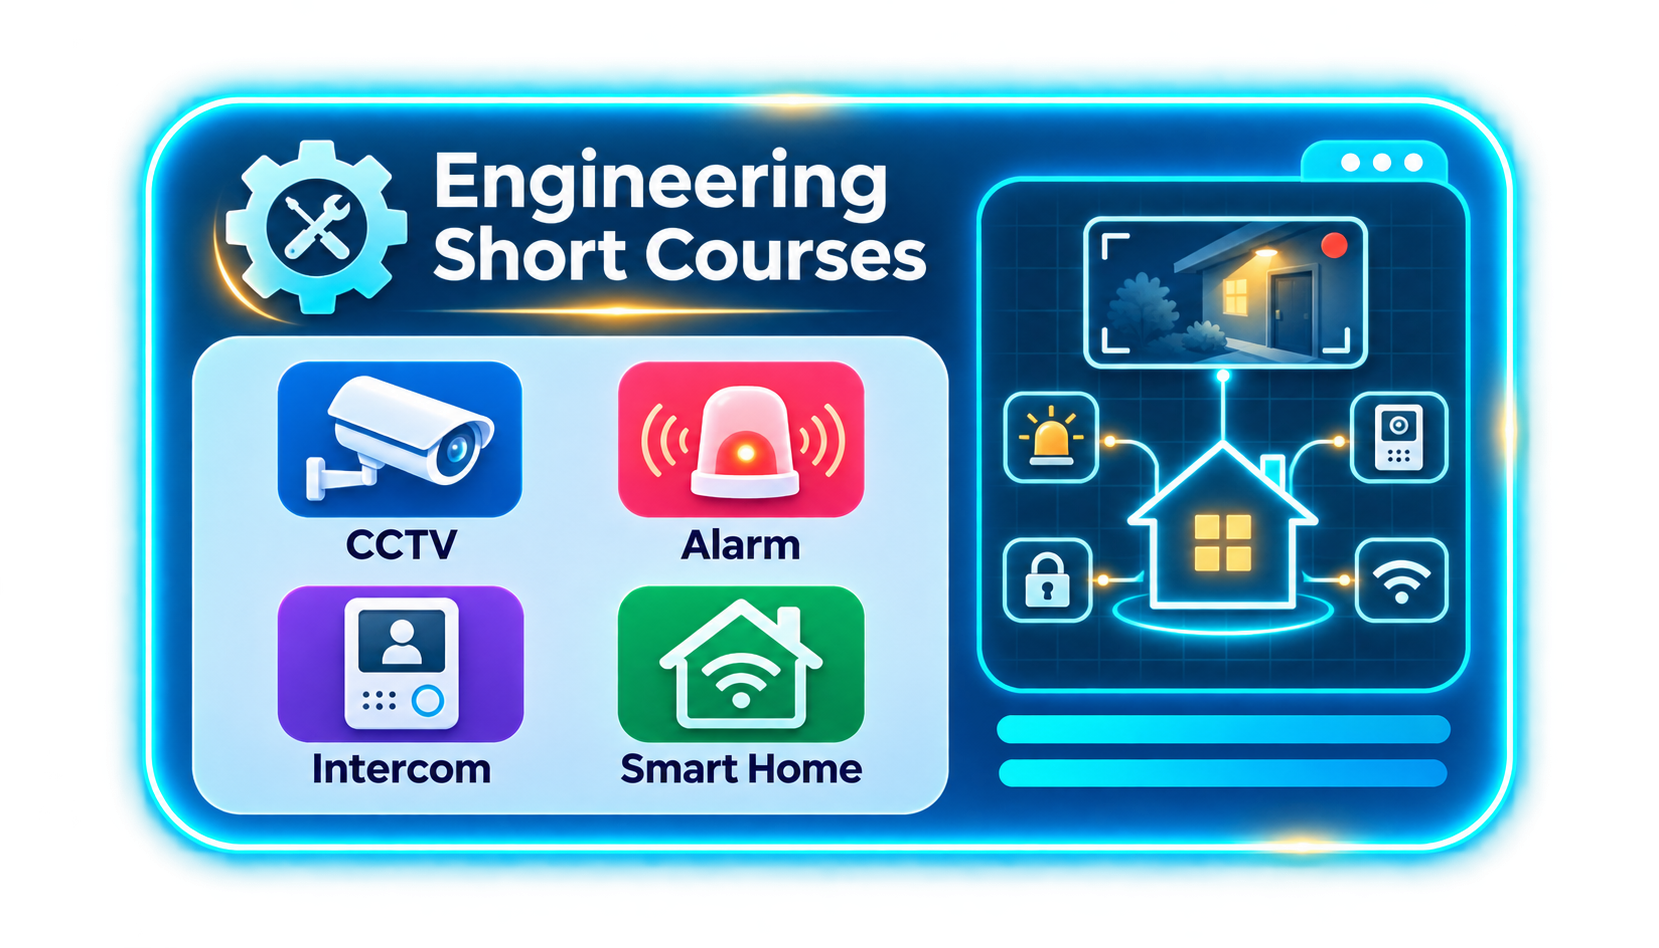 Engineering
Short Courses
CCTV
Alarm
Intercom
Smart Home